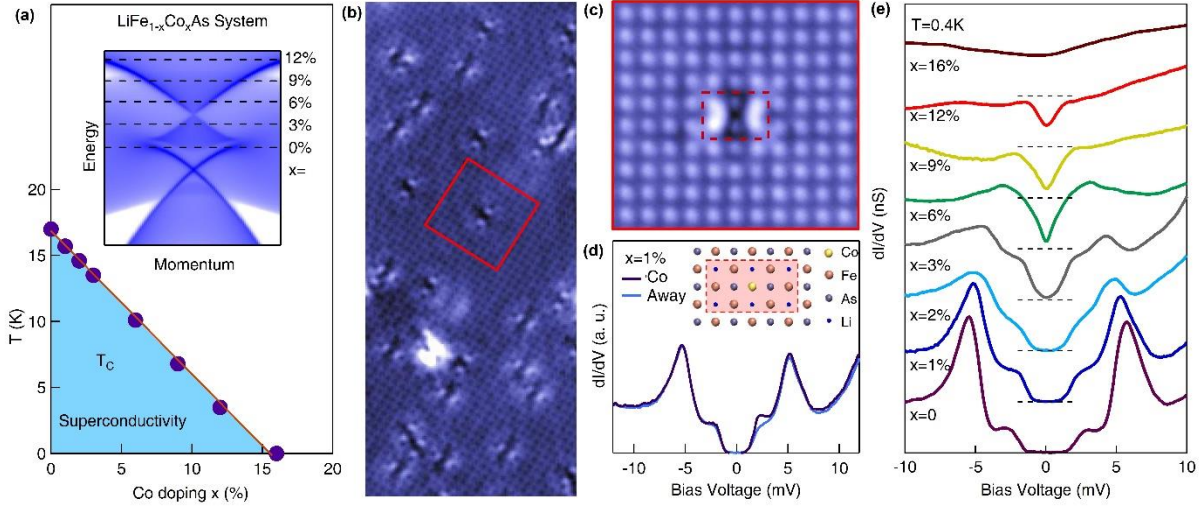 (a)
LiFe1-xCoxAs System
12%
9%
6%
3%
0%
x=
Energy
Momentum
20
15
10
5
0
T (K)
TC
Superconductivity
0 5 10 15 20
Co doping x (%)
(b)
(c)
(d)
x=1%
Co
Away
Co
Fe
As
Li
dI/dV (a. u.)
-10 -5 0 5 10
Bias Voltage (mV)
(e)
T=0.4K
x=16%
x=12%
x=9%
x=6%
x=3%
x=2%
x=1%
x=0
dI/dV (nS)
-10 -5 0 5 10
Bias Voltage (mV)